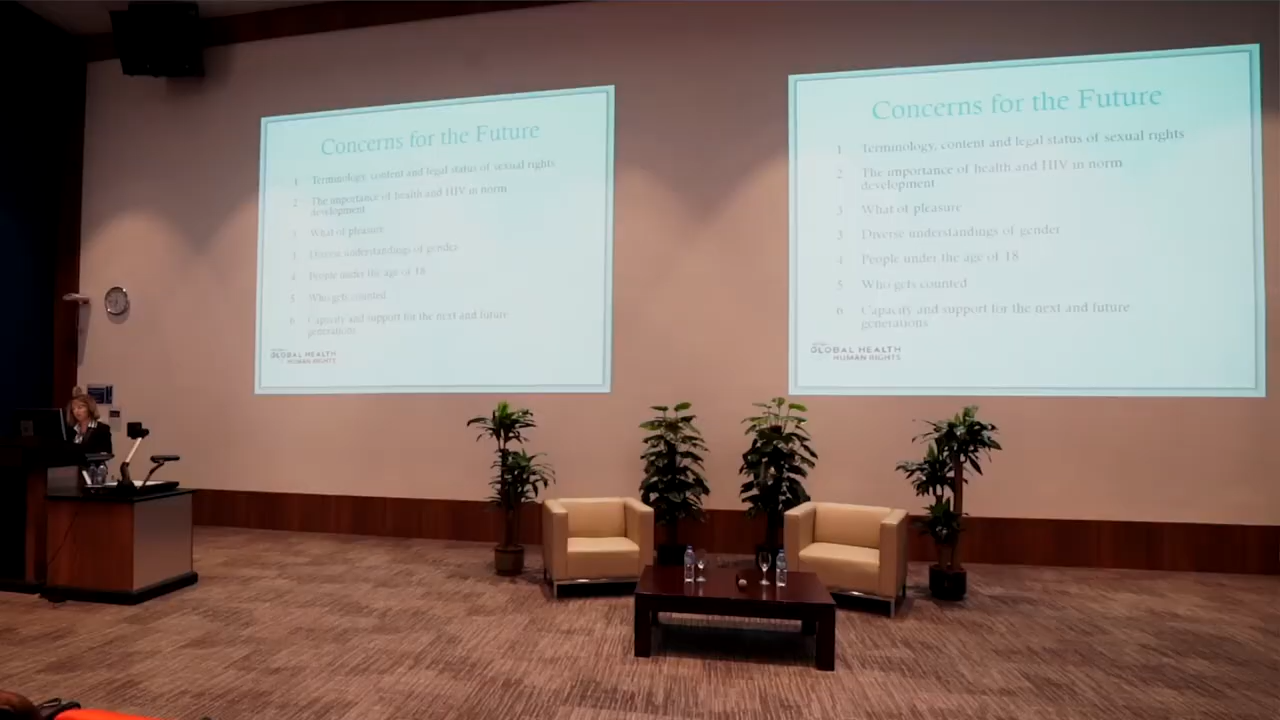 Concerns for the Future
1 Terminology, content and legal status of sexual rights
2 The importance of health and HIV in norm
development
3 What of pleasure
3 Diverse understandings of gender
4 People under the age of 18
5 Who gets counted
6 Capacity and support for the next and future
generations
GLOBAL HEALTH
HUMAN RIGHTS
Concerns for the Future
1 Terminology, content and legal status of sexual rights
2 The importance of health and HIV in norm
development
3 What of pleasure
3 Diverse understandings of gender
4 People under the age of 18
5 Who gets counted
6 Capacity and support for the next and future
generations
GLOBAL HEALTH
HUMAN RIGHTS